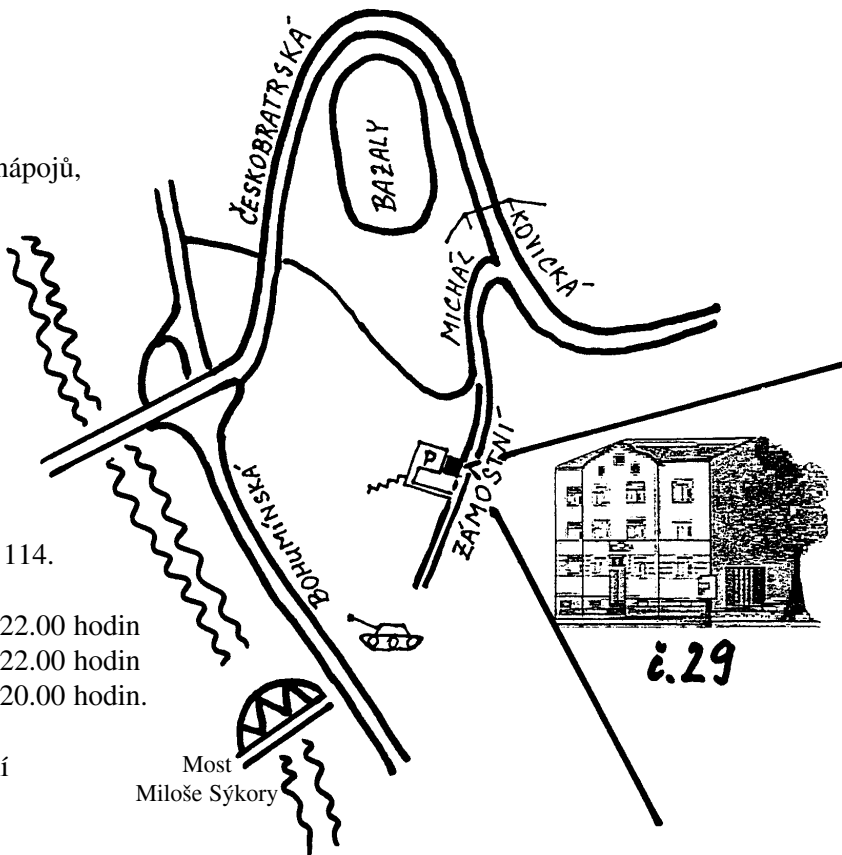 nápojů,
114.
22.00 hodin
22.00 hodin
20.00 hodin.
í
ČESKOBRATRSKÁ
BAZALY
MICHÁL
KOVICKÁ
P
ZÁMOSTNÍ
BOHUMÍNSKÁ
P
č.29
Most
Miloše Sýkory